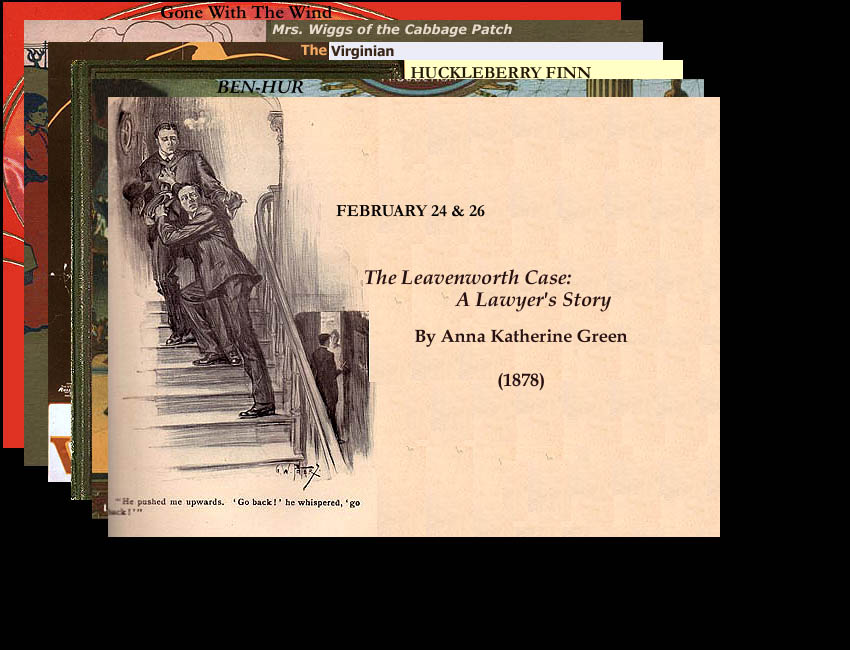 Gone With The Wind
Mrs. Wiggs of the Cabbage Patch
The Virginian
HUCKLEBERRY FINN
BEN-HUR
FEBRUARY 24 & 26
The Leavenworth Case:
A Lawyer's Story
By Anna Katherine Green
(1878)
"He pushed me upwards. 'Go back!' he whispered, 'go
back!'"